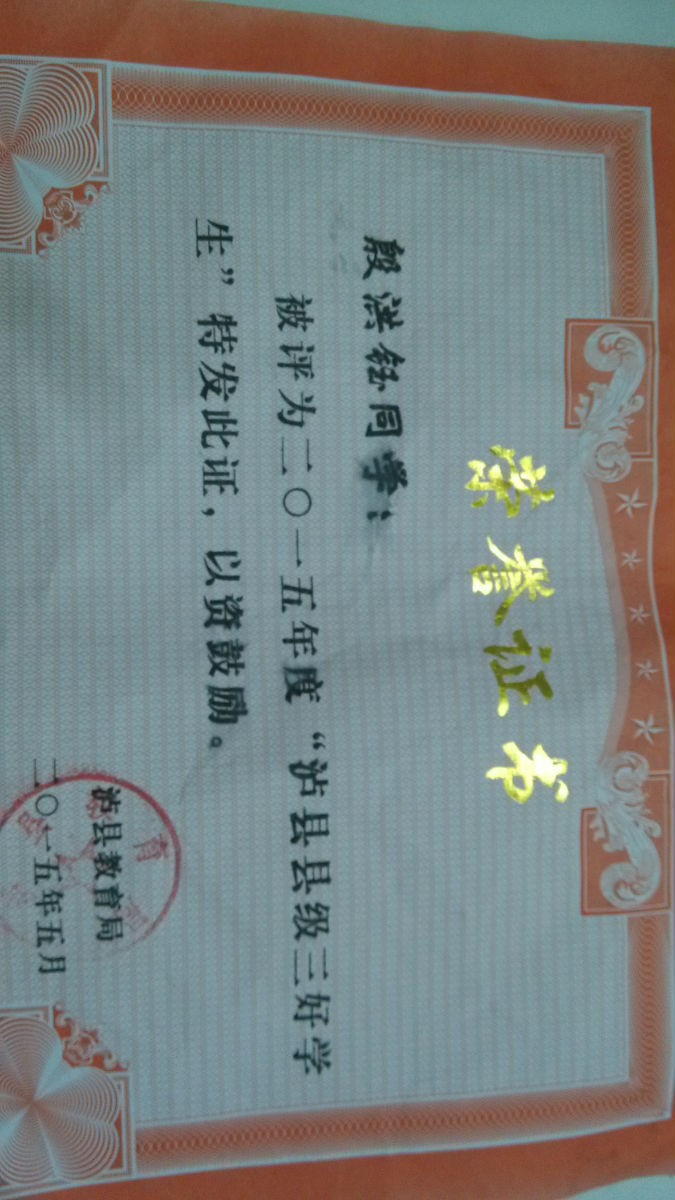 荣誉证书
殷洪钰同学：
被评为二〇一五年度“泸县县级三好学
生”特发此证，以资鼓励。
泸县教育局
二〇一五年五月